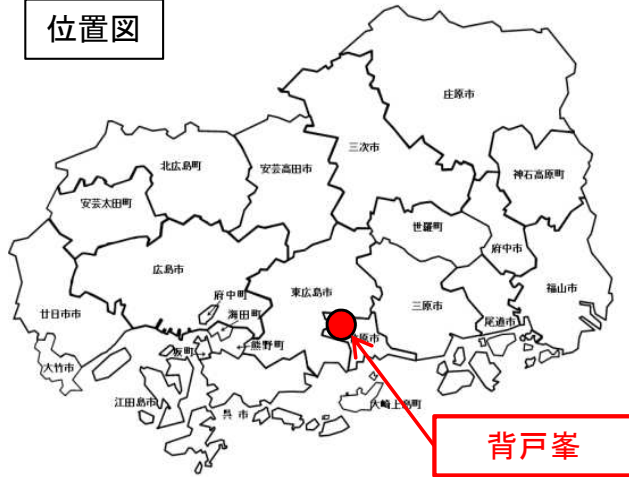 位置図
庄原市
三次市
北広島町
安芸高田市
神石高原町
安芸太田町
世羅町
府中市
広島市
東広島市
福山市
府中町
三原市
廿日市市
海田町
尾道市
原市
坂町
熊野町
大竹市
江田島市
大崎上島町
呉市
背戸峯